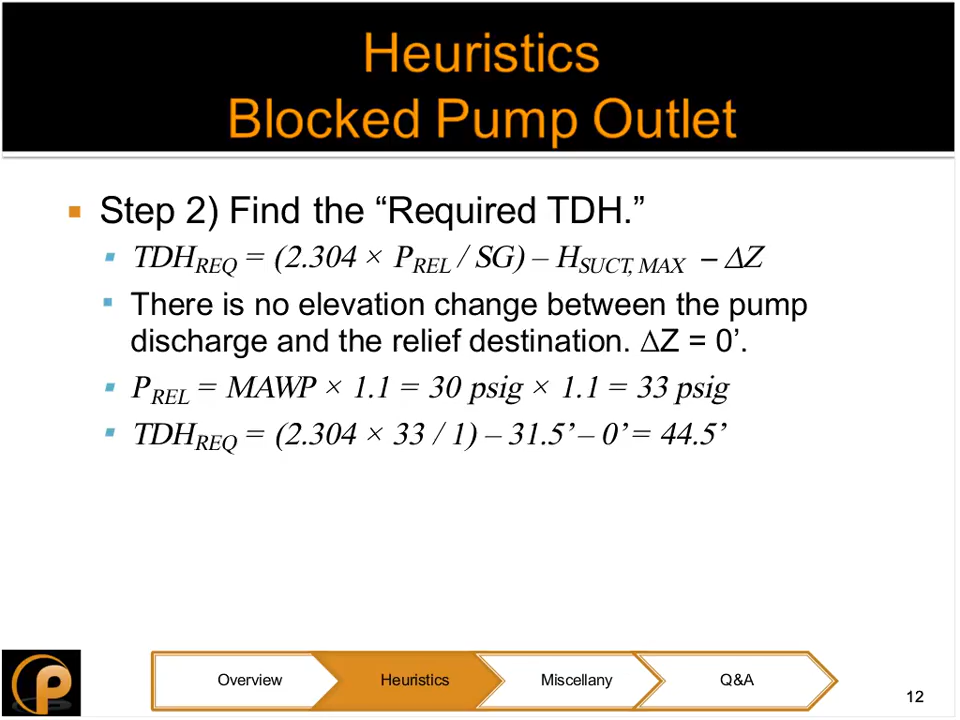 Heuristics
Blocked Pump Outlet
Step 2) Find the “Required TDH.”
TDHREQ = (2.304 × PREL / SG) – HSUCT, MAX – ΔZ
There is no elevation change between the pump
discharge and the relief destination. ΔZ = 0’.
PREL = MAWP × 1.1 = 30 psig × 1.1 = 33 psig
TDHREQ = (2.304 × 33 / 1) – 31.5’ – 0’ = 44.5’
Overview Heuristics Miscellany Q&A
12